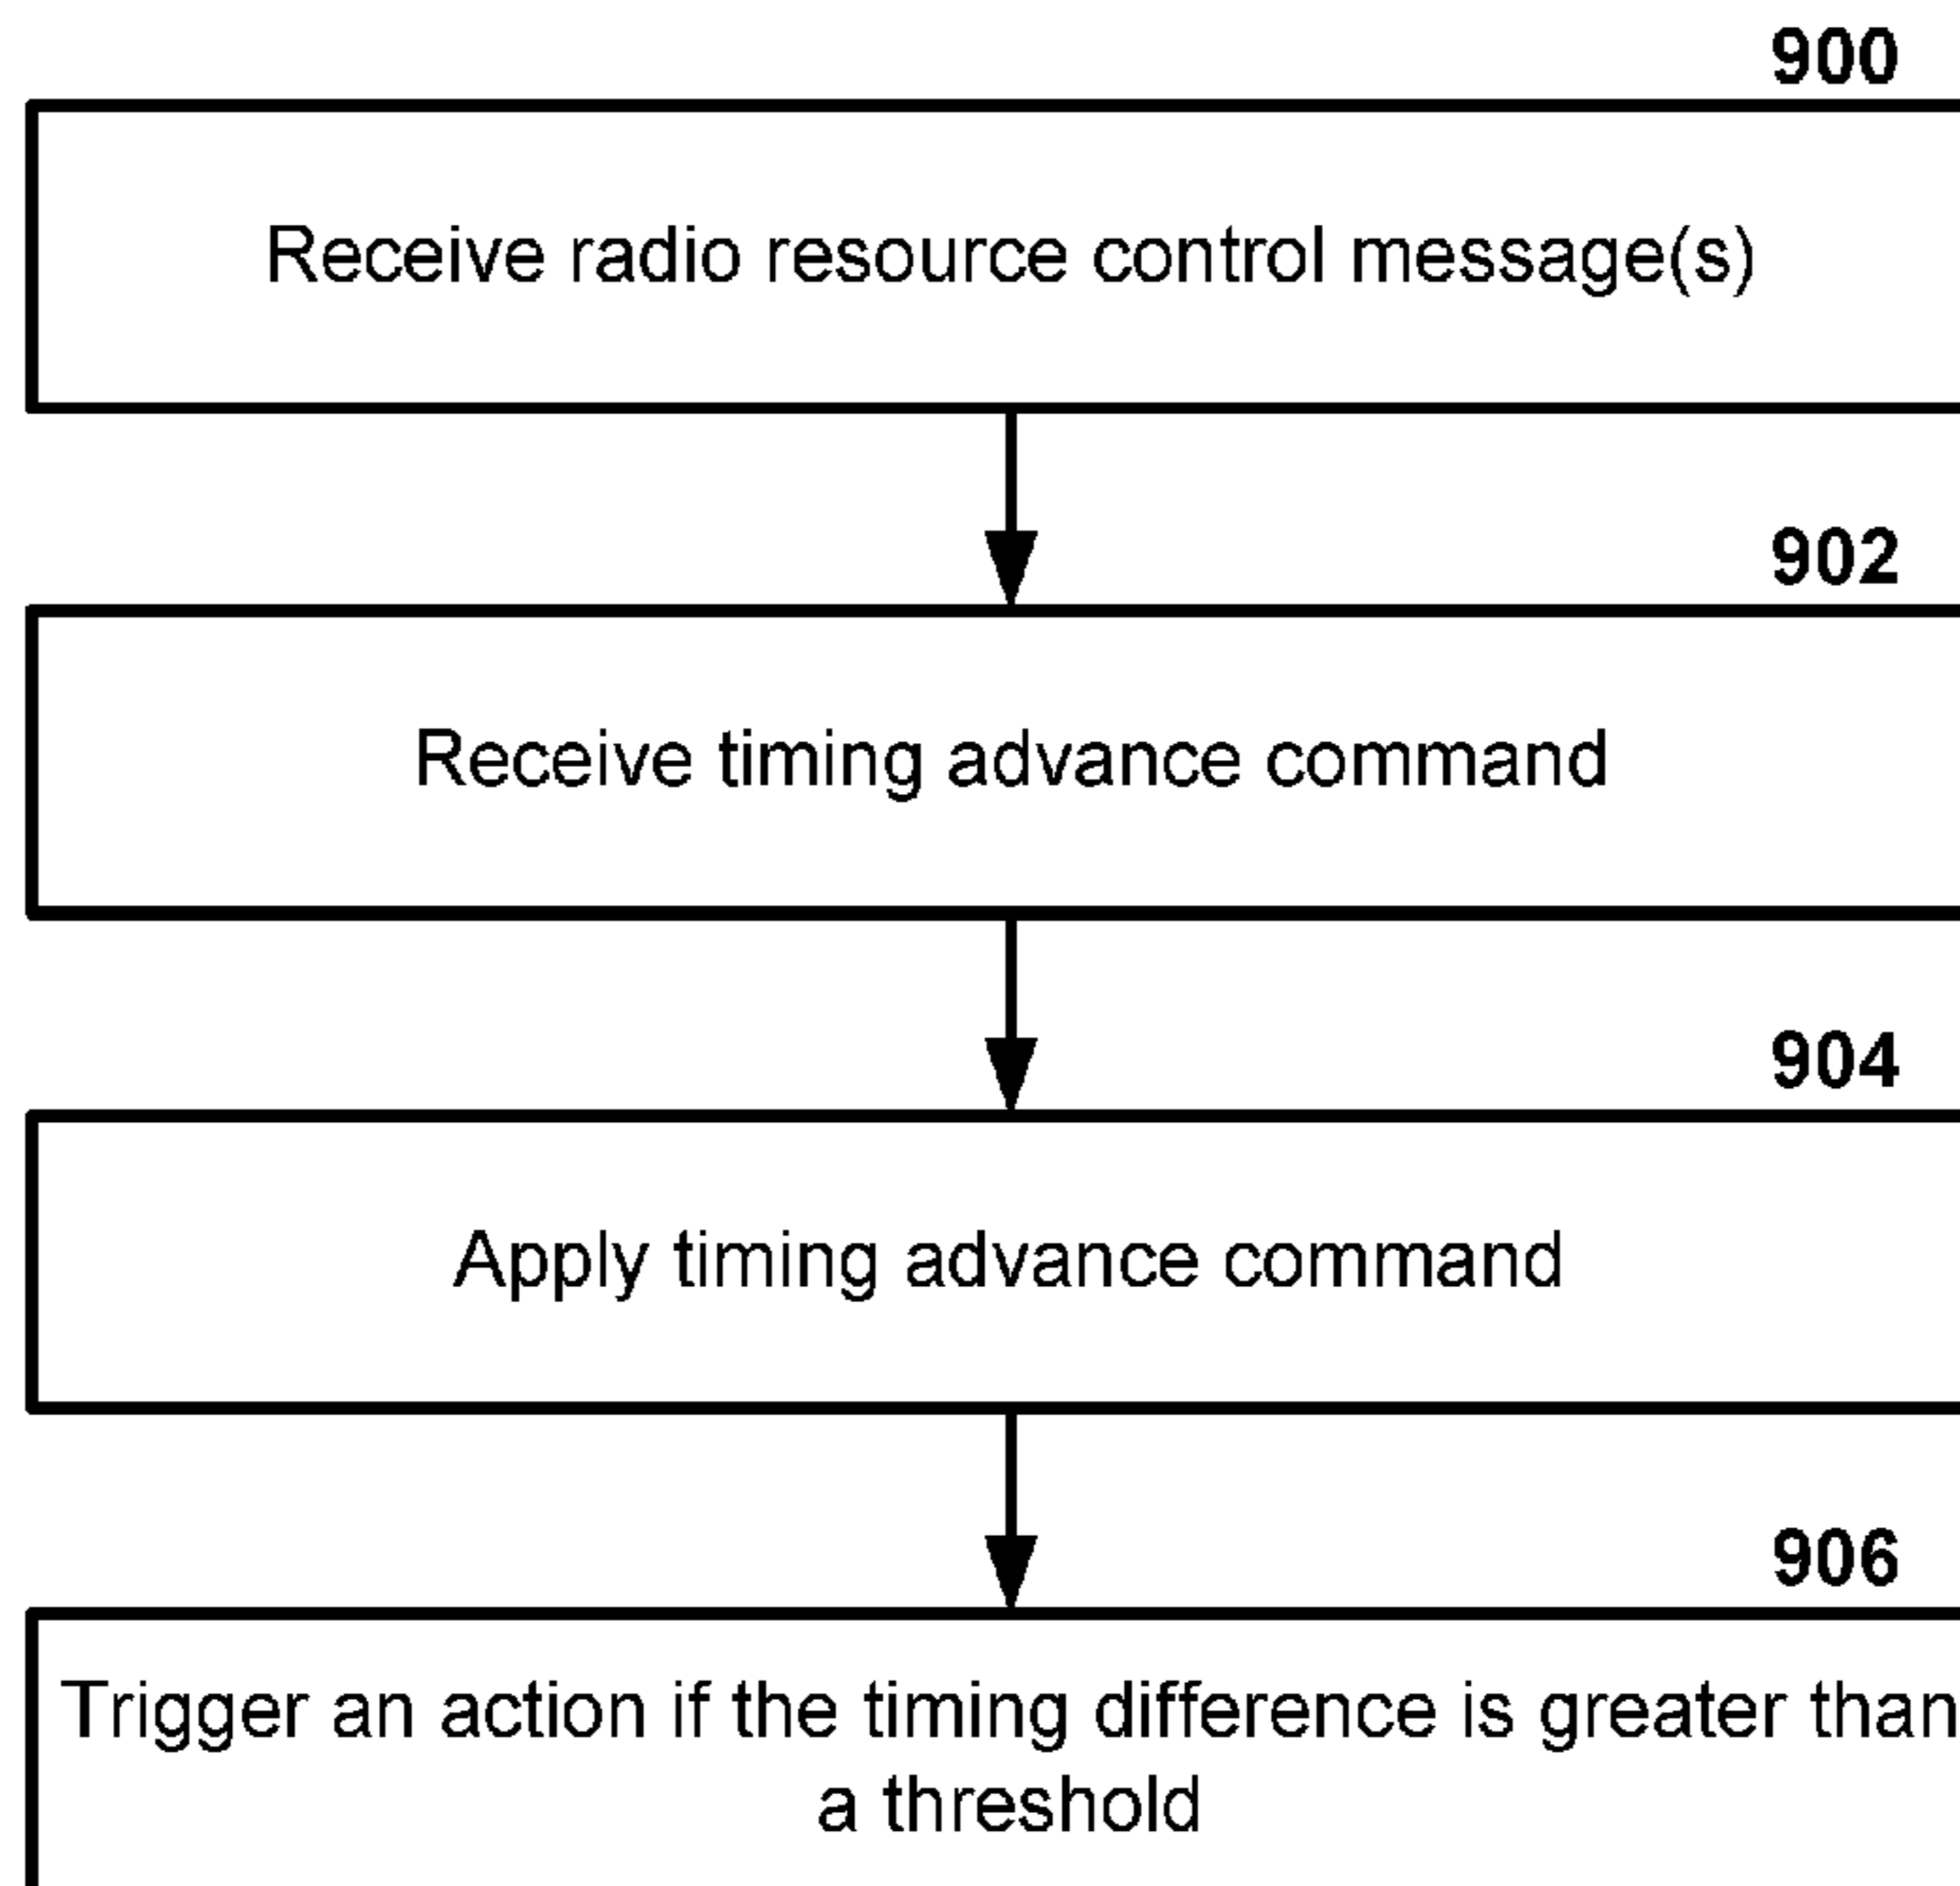 900
Receive radio resource control message(s)
902
Receive timing advance command
904
Apply timing advance command
906
Trigger an action if the timing difference is greater than
a threshold